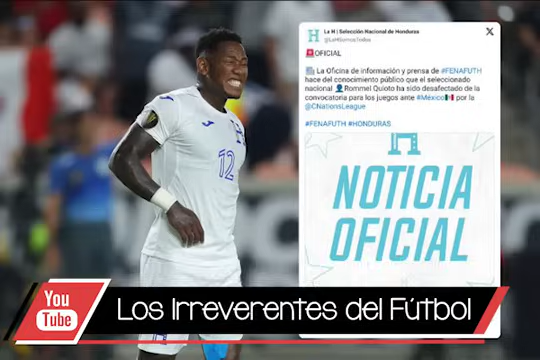 La H | Selección Nacional de Honduras
@LaHSomosTodos
🚨OFICIAL
La Oficina de información y prensa de #FENAFUTH
hace del conocimiento público que el seleccionado
nacional 👤Rommel Quioto ha sido desafectado de la
convocatoria para los juegos ante #México🇲🇽 por la
@CNationsLeague
#FENAFUTH #HONDURAS
NOTICIA
OFICIAL
12
You
Tube
Los Irreverentes del Fútbol